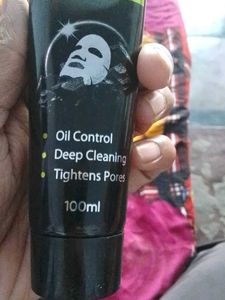 Oil Control
Deep Cleaning
Tightens Pores
100ml